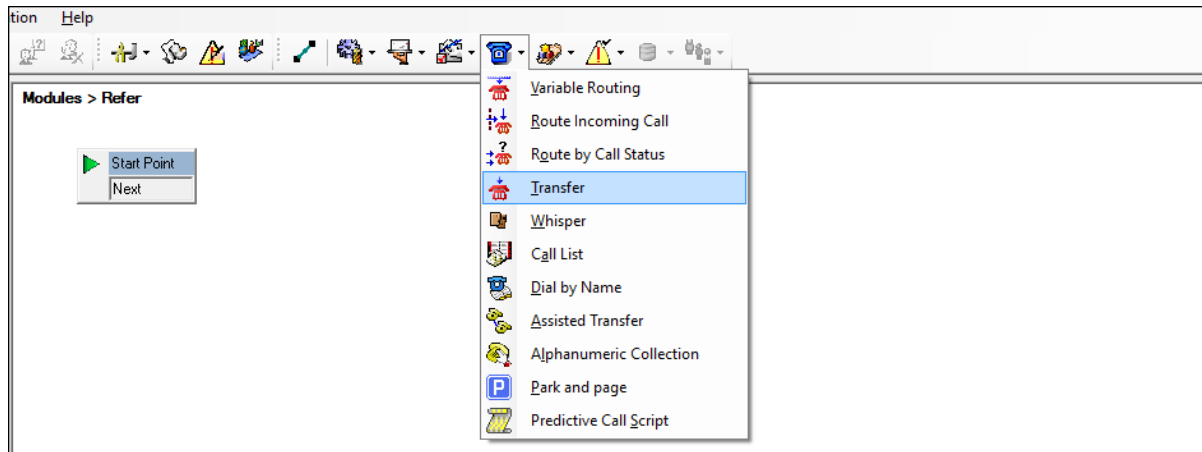 tion Help
Modules > Refer
Start Point
Next
Variable Routing
Route Incoming Call
Route by Call Status
Transfer
Whisper
Call List
Dial by Name
Assisted Transfer
Alphanumeric Collection
P Park and page
Predictive Call Script